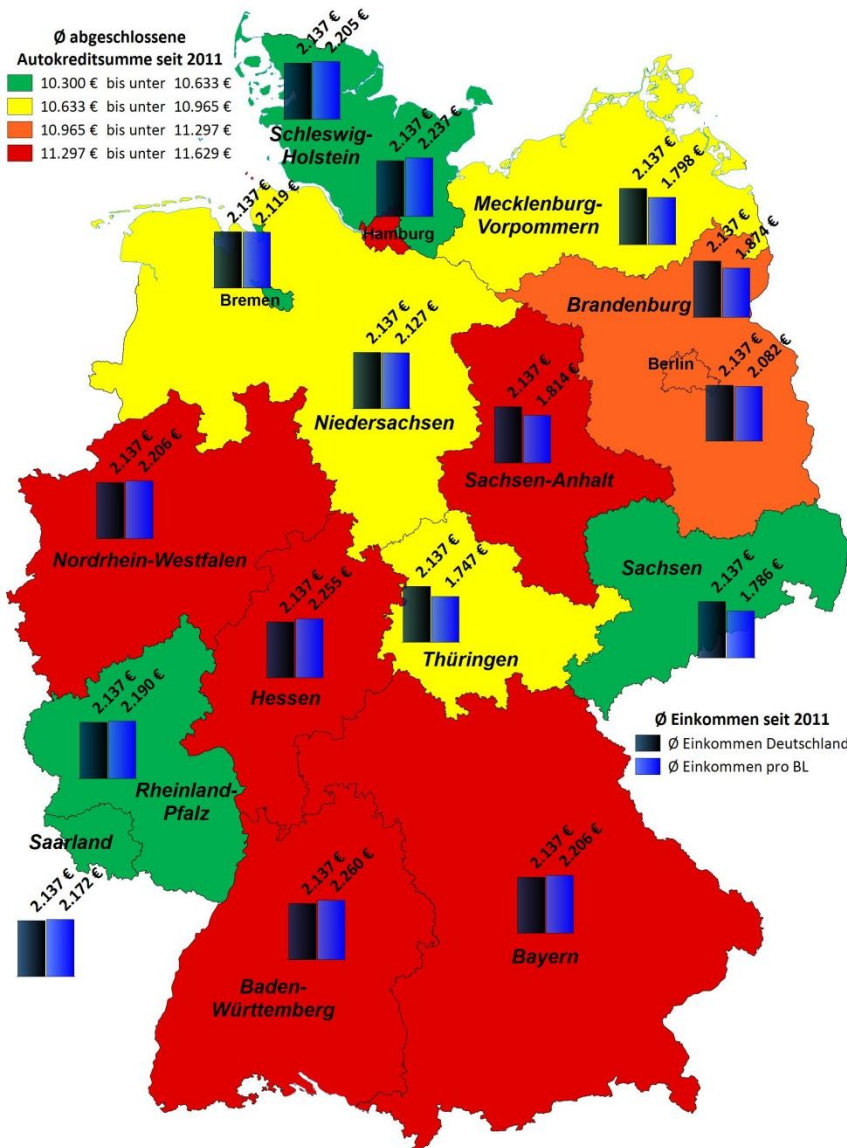 Ø abgeschlossene
Autokreditsumme seit 2011
10.300 € bis unter 10.633 €
10.633 € bis unter 10.965 €
10.965 € bis unter 11.297 €
11.297 € bis unter 11.629 €
2.137 €
2.205 €
Schleswig-
Holstein
2.137 €
2.237 €
Hamburg
2.137 €
1.798 €
Mecklenburg-
Vorpommern
2.137 €
2.119 €
Bremen
2.137 €
1.874 €
Brandenburg
2.137 €
2.127 €
Niedersachsen
Berlin
2.137 €
2.082 €
2.137 €
1.814 €
Sachsen-Anhalt
2.137 €
2.206 €
Nordrhein-Westfalen
2.137 €
1.747 €
Thüringen
Sachsen
2.137 €
1.786 €
2.137 €
2.255 €
Hessen
2.137 €
2.190 €
Rheinland-
Pfalz
Ø Einkommen seit 2011
Ø Einkommen Deutschland
Ø Einkommen pro BL
Saarland
2.137 €
2.172 €
2.137 €
2.260 €
Baden-
Württemberg
2.137 €
2.206 €
Bayern